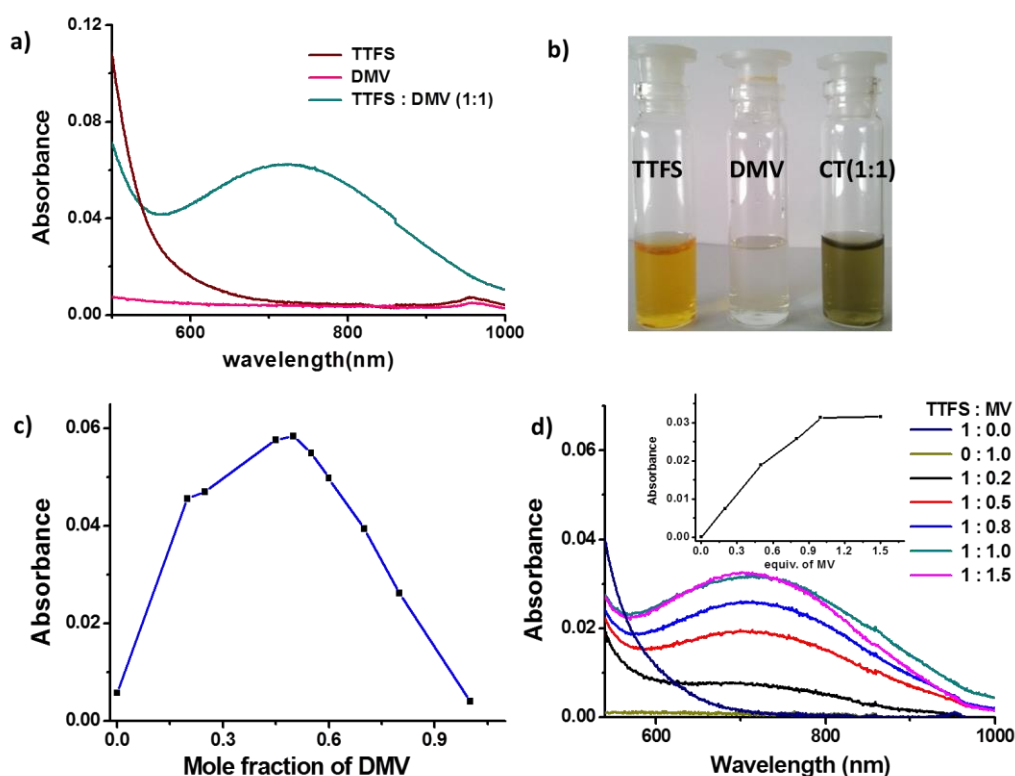 a)
0.12
0.08
0.04
0.00
Absorbance
600
800
1000
wavelength(nm)
TTFS
DMV
TTFS : DMV (1:1)
b)
TTFS
DMV
CT(1:1)
c)
0.06
0.04
0.02
0.00
Absorbance
0.0
0.3
0.6
0.9
Mole fraction of DMV
d)
0.06
0.04
0.02
0.00
Absorbance
600
800
1000
Wavelength (nm)
0.03
0.02
0.01
0.00
Absorbance
0.0
0.3
0.6
0.9
1.2
1.5
equiv. of MV
TTFS : MV
1 : 0.0
0 : 1.0
1 : 0.2
1 : 0.5
1 : 0.8
1 : 1.0
1 : 1.5